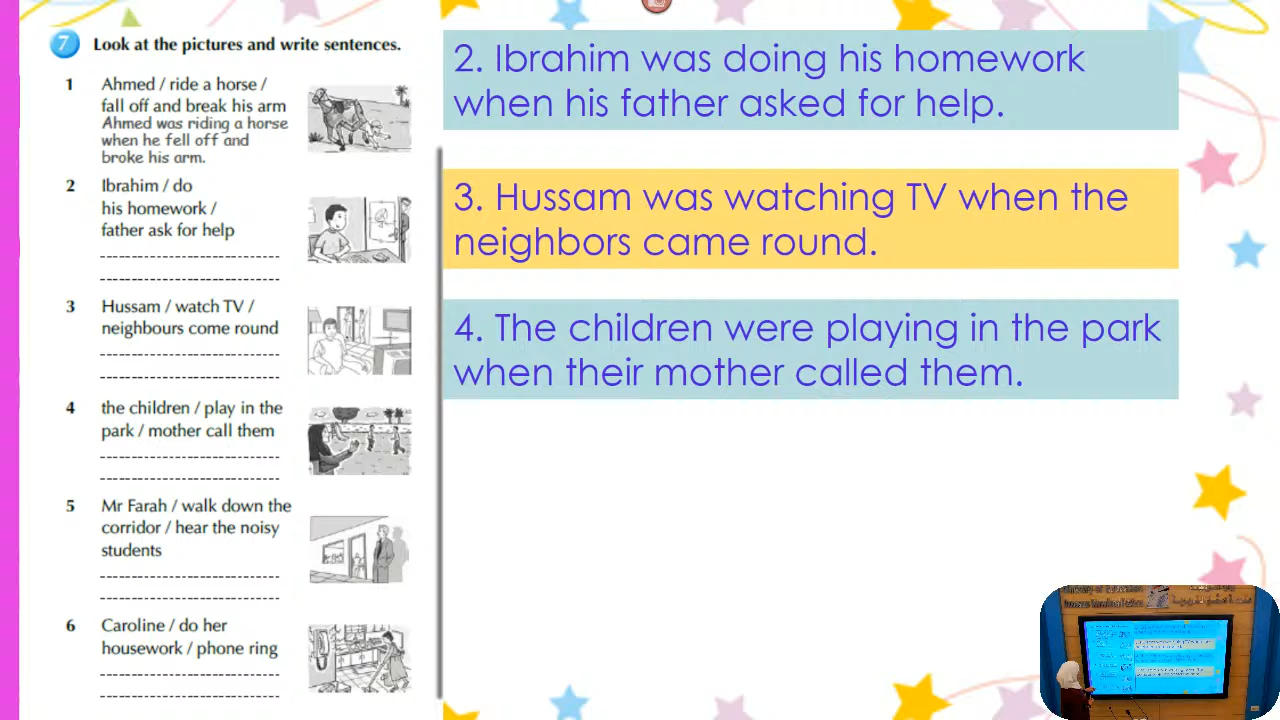 7 Look at the pictures and write sentences.
1 Ahmed / ride a horse /
fall off and break his arm
Ahmed was riding a horse
when he fell off and
broke his arm.
2 Ibrahim / do
his homework /
father ask for help
3 Hussam / watch TV /
neighbours come round
4 the children / play in the
park / mother call them
5 Mr Farah / walk down the
corridor / hear the noisy
students
6 Caroline / do her
housework / phone ring
2. Ibrahim was doing his homework
when his father asked for help.
3. Hussam was watching TV when the
neighbors came round.
4. The children were playing in the park
when their mother called them.